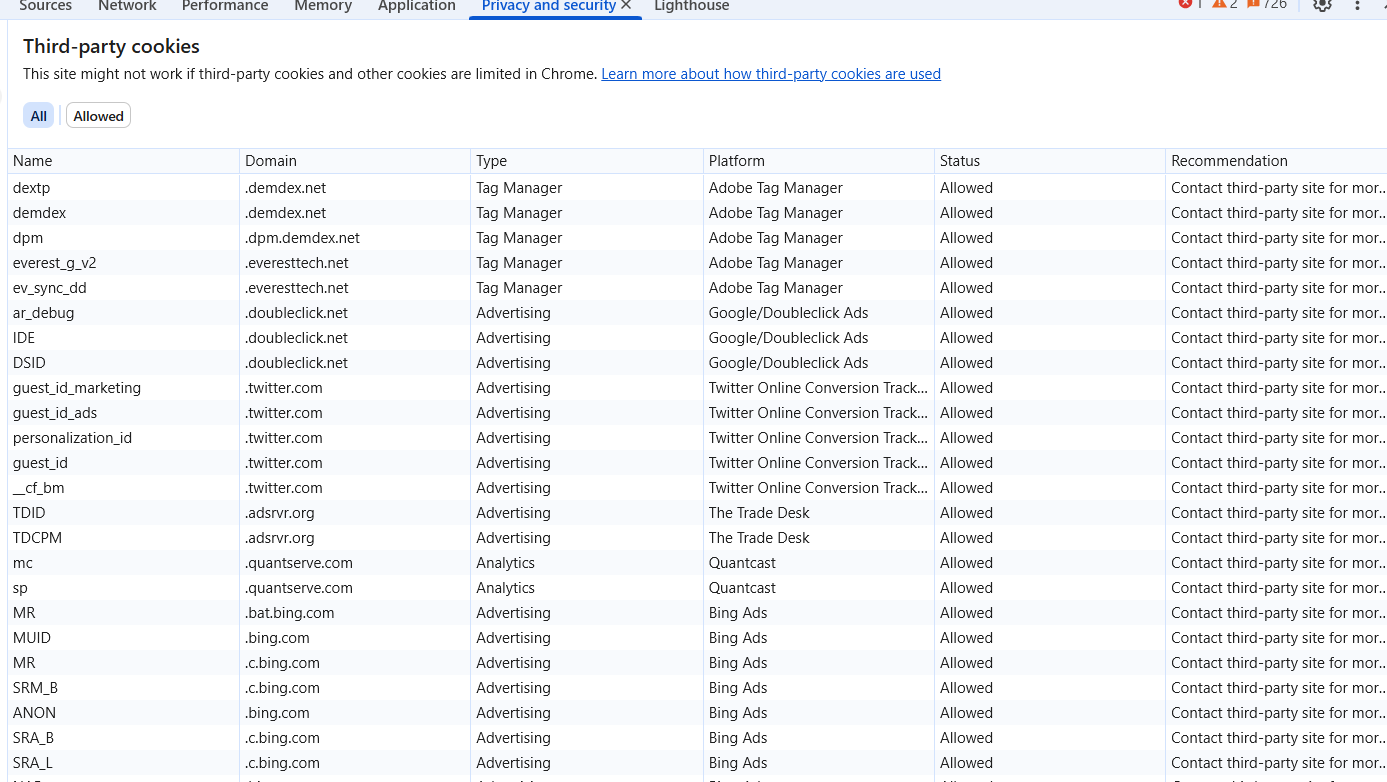 Sources Network Performance Memory Application Privacy and security Lighthouse 1 2 726
Third-party cookies
This site might not work if third-party cookies and other cookies are limited in Chrome. Learn more about how third-party cookies are used
All Allowed
Name Domain Type Platform Status Recommendation
dextp .demdex.net Tag Manager Adobe Tag Manager Allowed Contact third-party site for mor...
demdex .demdex.net Tag Manager Adobe Tag Manager Allowed Contact third-party site for mor...
dpm .dpm.demdex.net Tag Manager Adobe Tag Manager Allowed Contact third-party site for mor...
everest_g_v2 .everesttech.net Tag Manager Adobe Tag Manager Allowed Contact third-party site for mor...
ev_sync_dd .everesttech.net Tag Manager Adobe Tag Manager Allowed Contact third-party site for mor...
ar_debug .doubleclick.net Advertising Google/Doubleclick Ads Allowed Contact third-party site for mor...
IDE .doubleclick.net Advertising Google/Doubleclick Ads Allowed Contact third-party site for mor...
DSID .doubleclick.net Advertising Google/Doubleclick Ads Allowed Contact third-party site for mor...
guest_id_marketing .twitter.com Advertising Twitter Online Conversion Track... Allowed Contact third-party site for mor...
guest_id_ads .twitter.com Advertising Twitter Online Conversion Track... Allowed Contact third-party site for mor...
personalization_id .twitter.com Advertising Twitter Online Conversion Track... Allowed Contact third-party site for mor...
guest_id .twitter.com Advertising Twitter Online Conversion Track... Allowed Contact third-party site for mor...
__cf_bm .twitter.com Advertising Twitter Online Conversion Track... Allowed Contact third-party site for mor...
TDID .adsrvr.org Advertising The Trade Desk Allowed Contact third-party site for mor...
TDCPM .adsrvr.org Advertising The Trade Desk Allowed Contact third-party site for mor...
mc .quantserve.com Analytics Quantcast Allowed Contact third-party site for mor...
sp .quantserve.com Analytics Quantcast Allowed Contact third-party site for mor...
MR .bat.bing.com Advertising Bing Ads Allowed Contact third-party site for mor...
MUID .bing.com Advertising Bing Ads Allowed Contact third-party site for mor...
MR .c.bing.com Advertising Bing Ads Allowed Contact third-party site for mor...
SRM_B .c.bing.com Advertising Bing Ads Allowed Contact third-party site for mor...
ANON .bing.com Advertising Bing Ads Allowed Contact third-party site for mor...
SRA_B .c.bing.com Advertising Bing Ads Allowed Contact third-party site for mor...
SRA_L .c.bing.com Advertising Bing Ads Allowed Contact third-party site for mor...